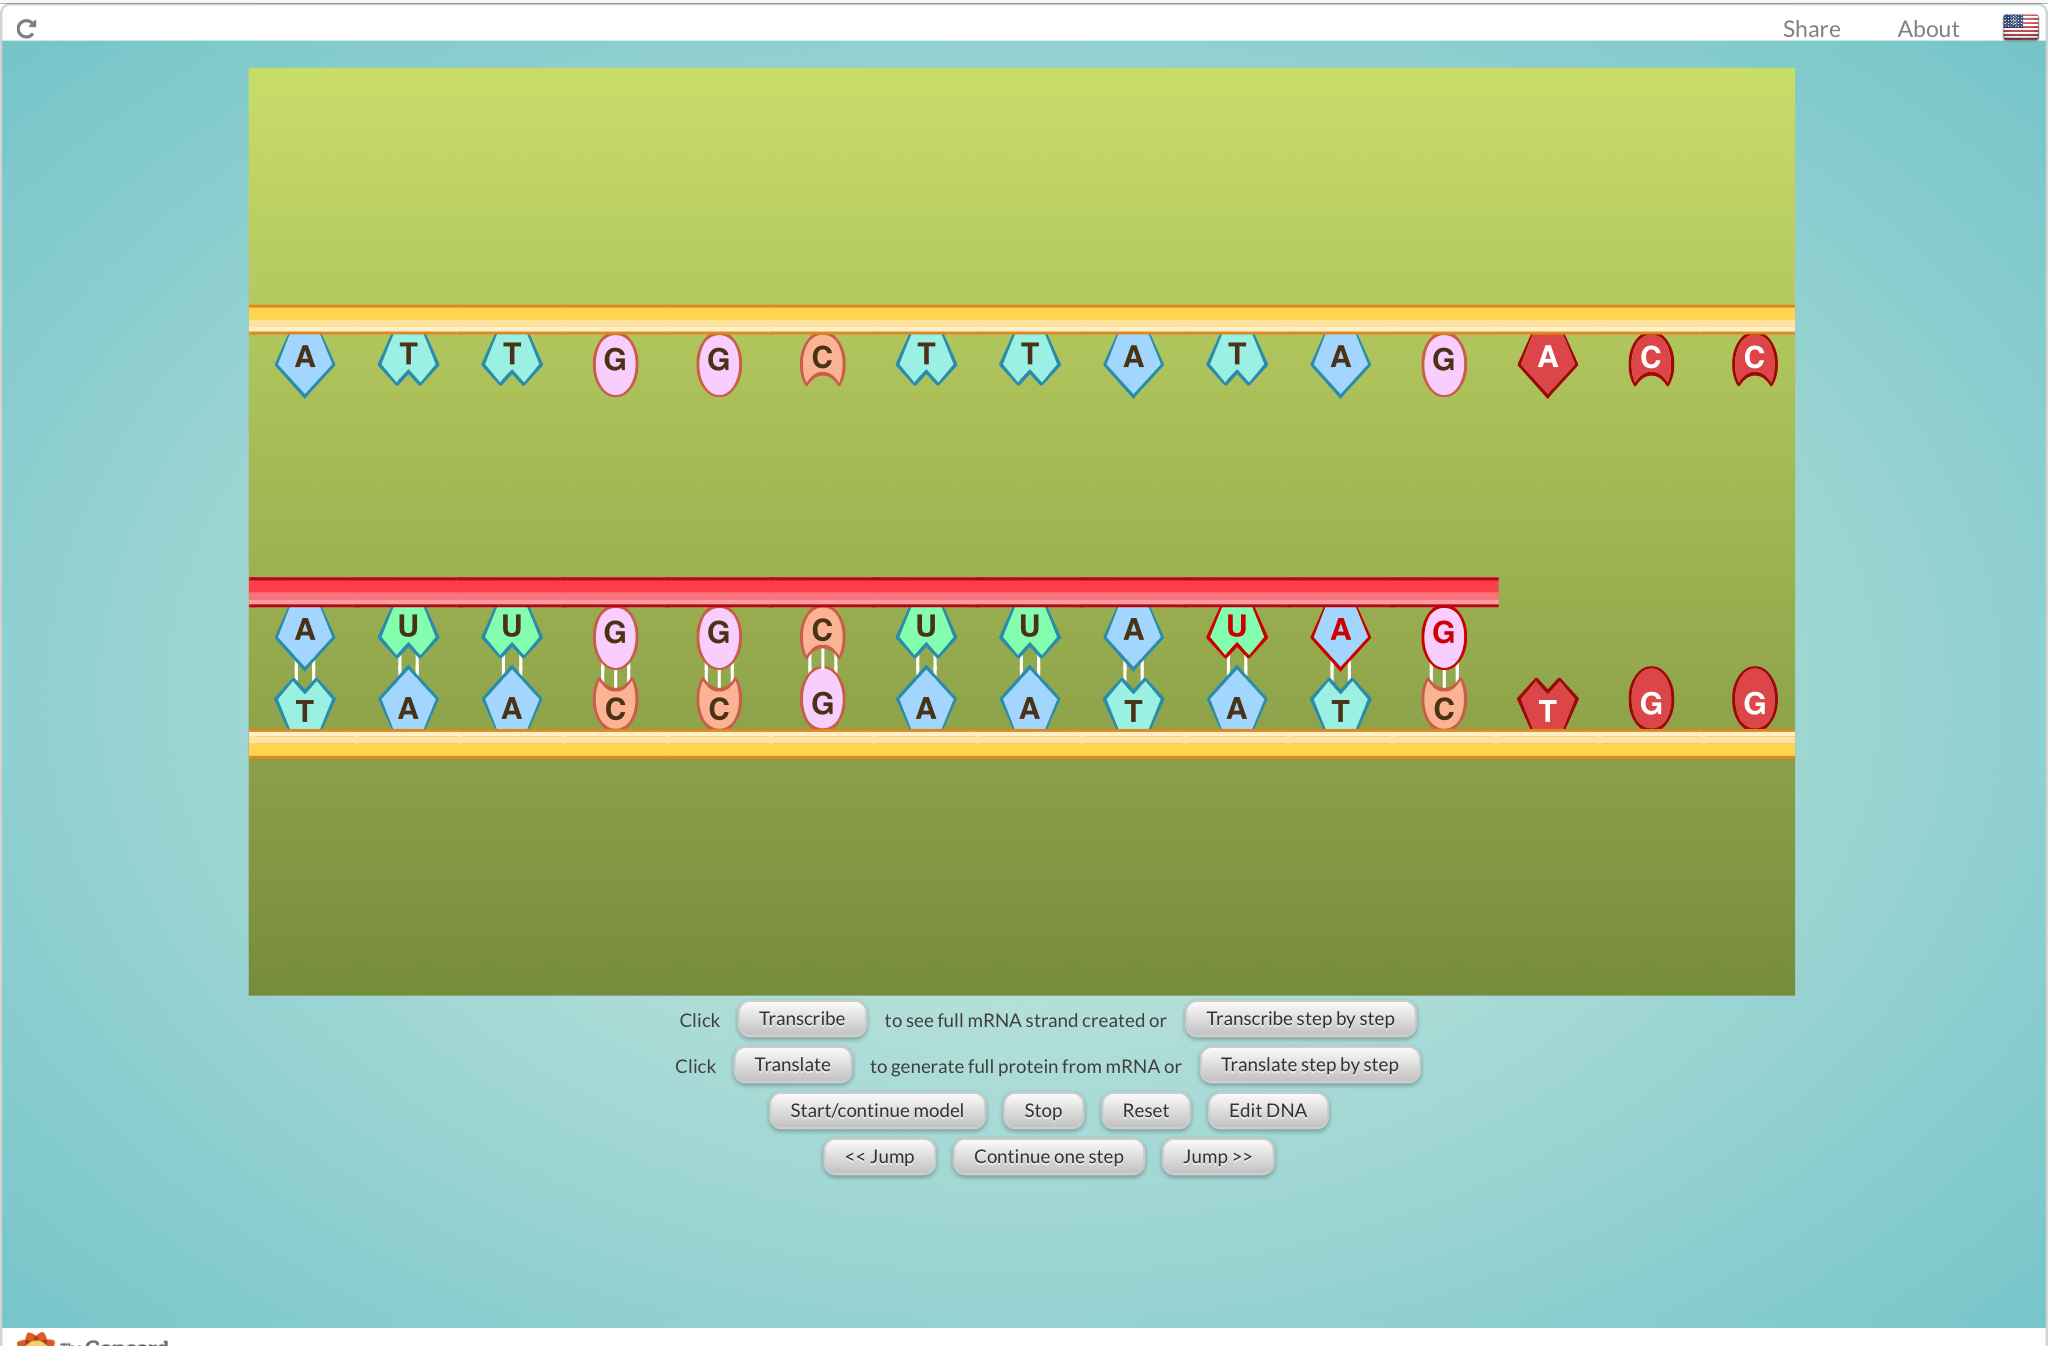 Share About
A T T G G C T T A T A G A C C
A U U G G C U U A U A G
T A A C C G A A T A T C T G G
Click Transcribe to see full mRNA strand created or Transcribe step by step
Click Translate to generate full protein from mRNA or Translate step by step
Start/continue model Stop Reset Edit DNA
<< Jump Continue one step Jump >>